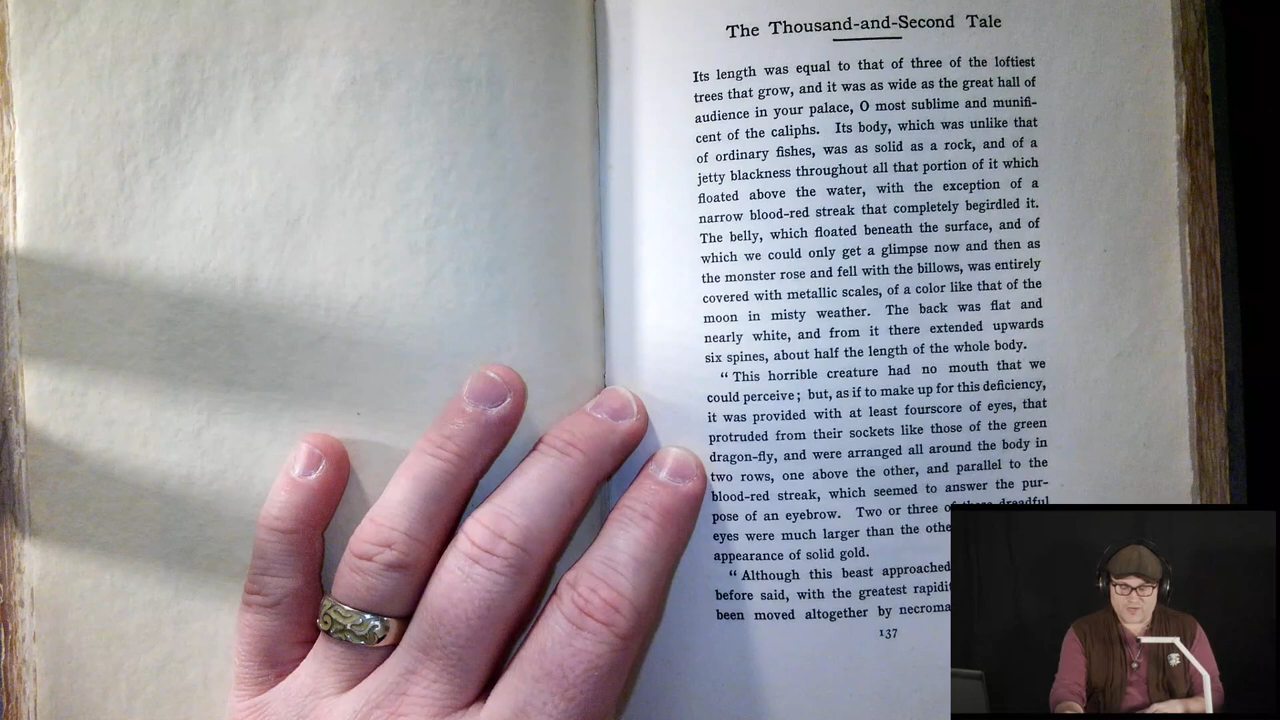 The Thousand-and-Second Tale
Its length was equal to that of three of the loftiest
trees that grow, and it was as wide as the great hall of
audience in your palace, O most sublime and munifi-
cent of the caliphs. Its body, which was unlike that
of ordinary fishes, was as solid as a rock, and of a
jetty blackness throughout all that portion of it which
floated above the water, with the exception of a
narrow blood-red streak that completely begirdled it.
The belly, which floated beneath the surface, and of
which we could only get a glimpse now and then as
the monster rose and fell with the billows, was entirely
covered with metallic scales, of a color like that of the
moon in misty weather. The back was flat and
nearly white, and from it there extended upwards
six spines, about half the length of the whole body.
“ This horrible creature had no mouth that we
could perceive ; but, as if to make up for this deficiency,
it was provided with at least fourscore of eyes, that
protruded from their sockets like those of the green
dragon-fly, and were arranged all around the body in
two rows, one above the other, and parallel to the
blood-red streak, which seemed to answer the pur-
pose of an eyebrow. Two or three of these dreadful
eyes were much larger than the
appearance of solid gold.
“ Although this beast approached
before said, with the greatest
been moved altogether by
137